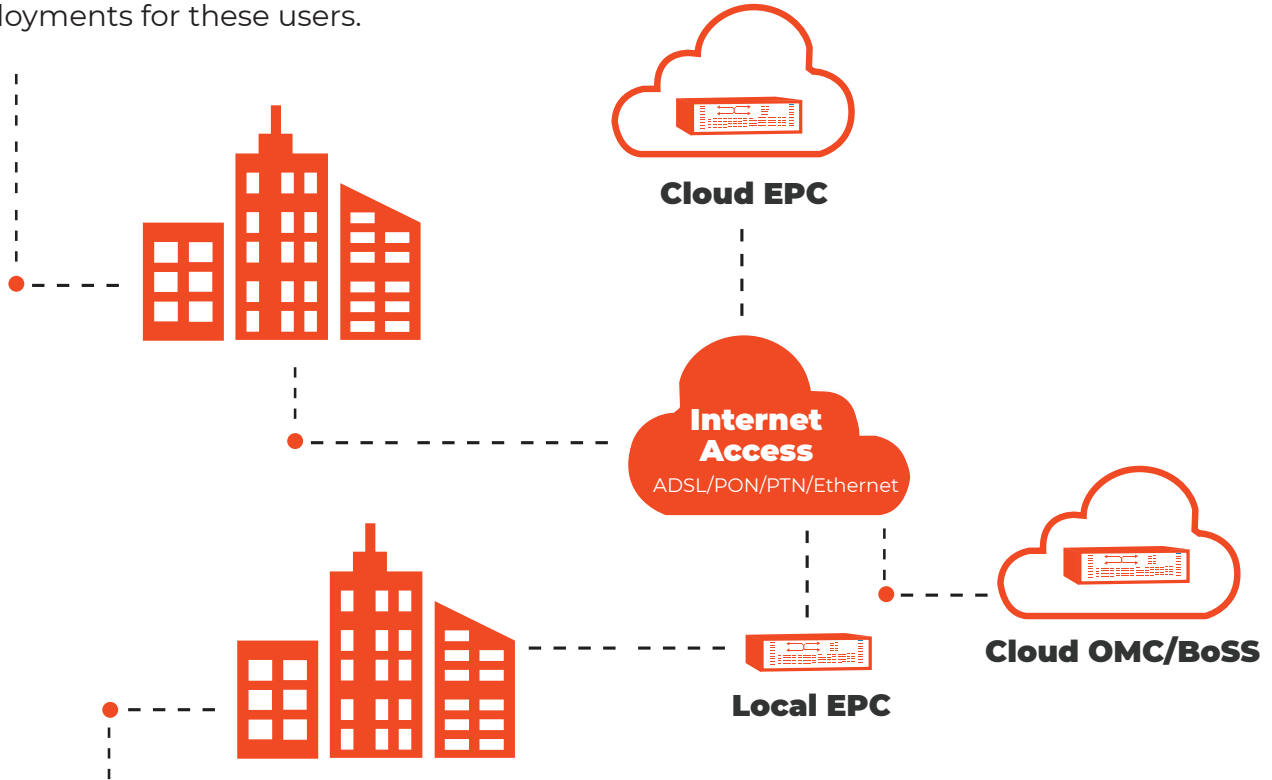 loyments for these users.
Cloud EPC
Internet
Access
ADSL/PON/PTN/Ethernet
Cloud OMC/BoSS
Local EPC